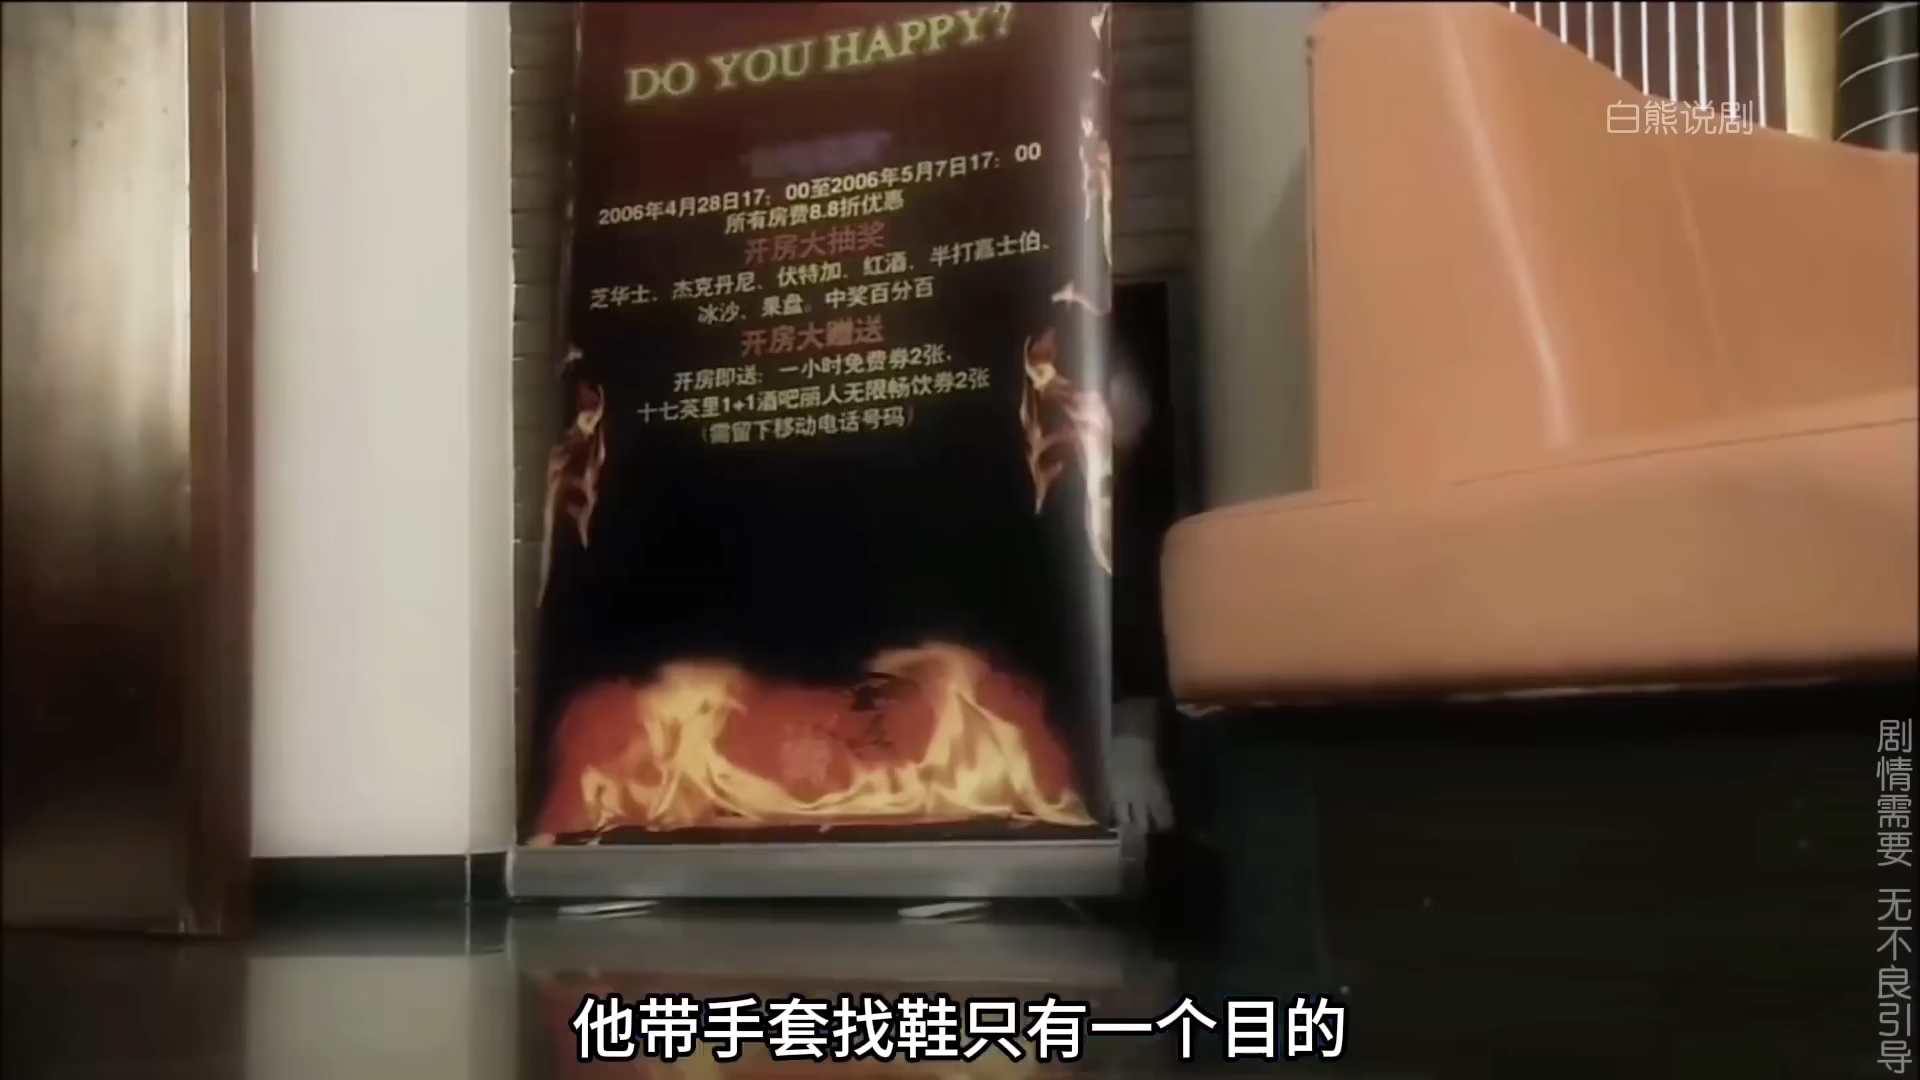 DO YOU HAPPY?
白熊说剧
2006年4月28日17：00至2006年5月7日17：00
所有房费8.8折优惠
开房大抽奖
芝华士、杰克丹尼、伏特加、红酒、半打嘉士伯、
冰沙、果盘。中奖百分百
开房大赠送
开房即送：一小时免费券2张、
十七英里1+1酒吧丽人无限畅饮券2张
（需留下移动电话号码）
剧情需要 无不良引导
他带手套找鞋只有一个目的